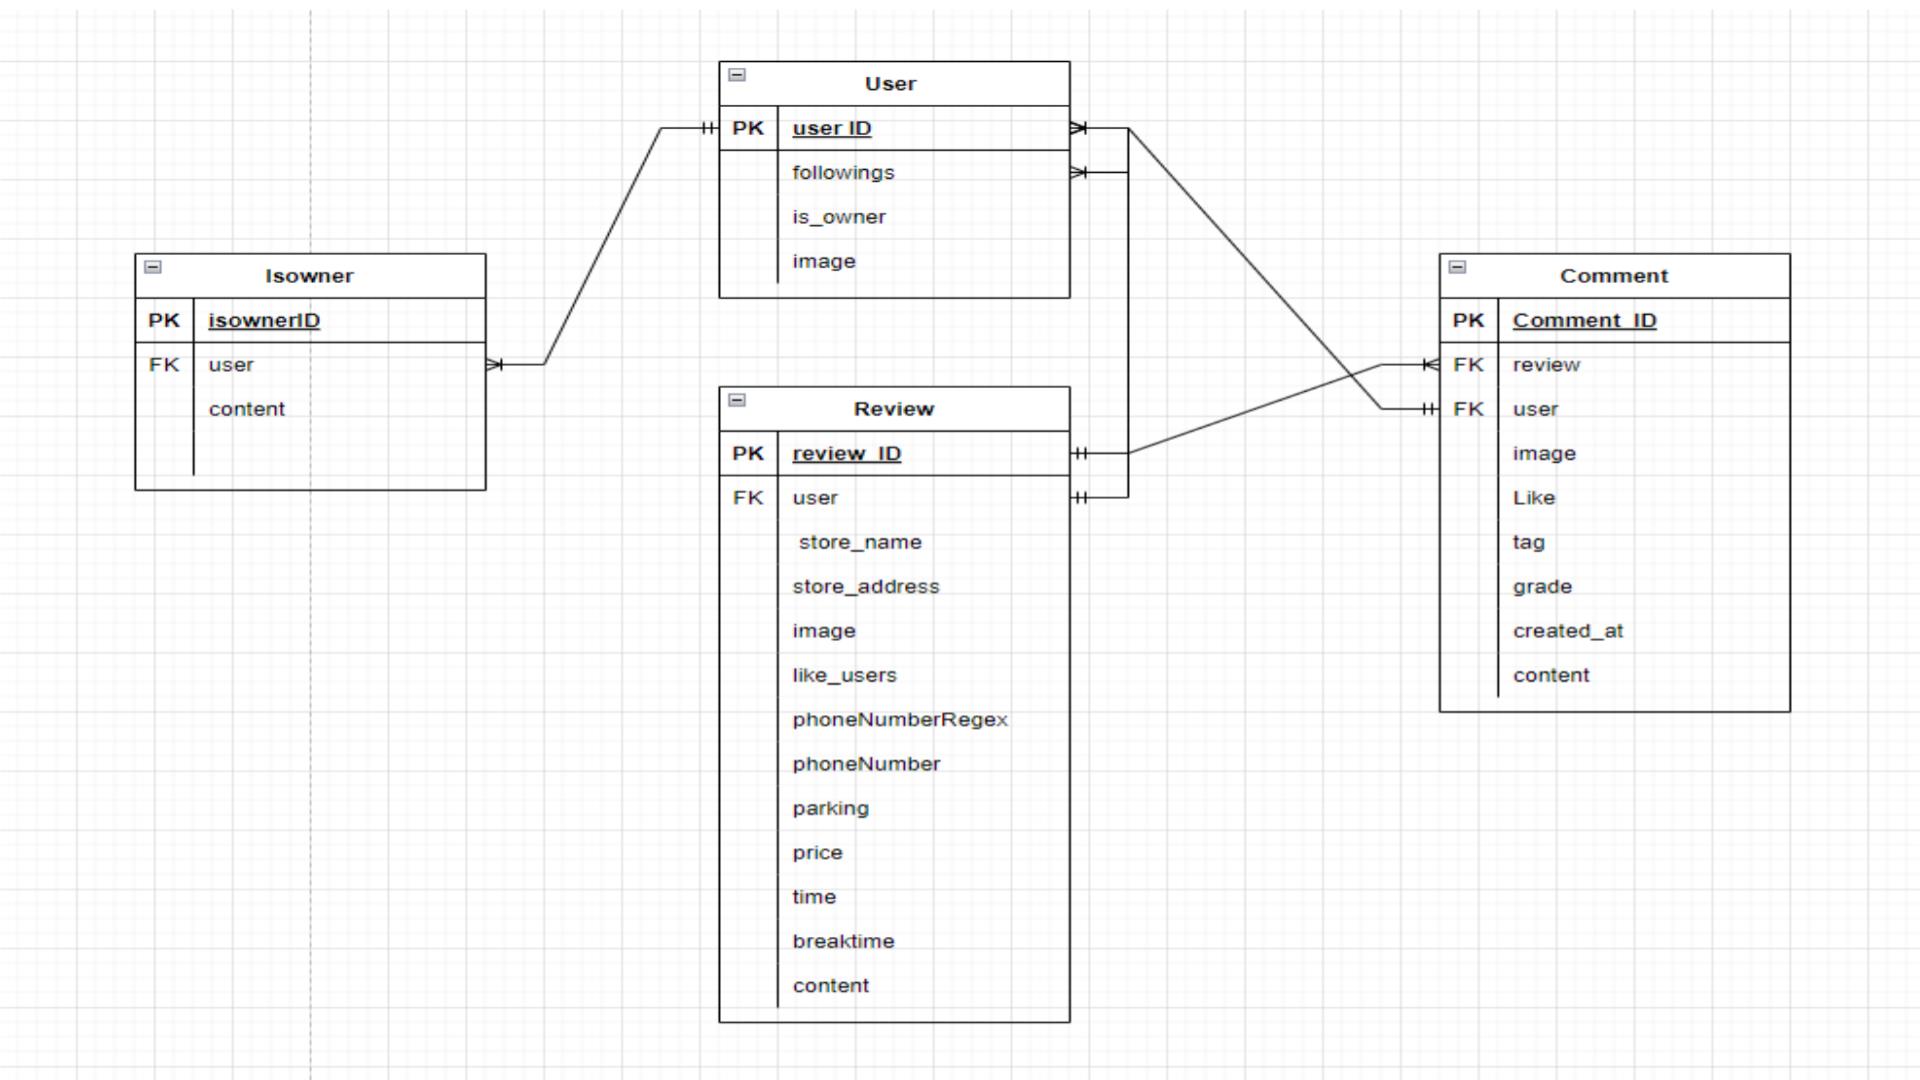 User
PK user ID
followings
is_owner
image
Isowner
PK isownerID
FK user
content
Review
PK review_ID
FK user
store_name
store_address
image
like_users
phoneNumberRegex
phoneNumber
parking
price
time
breaktime
content
Comment
PK Comment_ID
FK review
FK user
image
Like
tag
grade
created_at
content